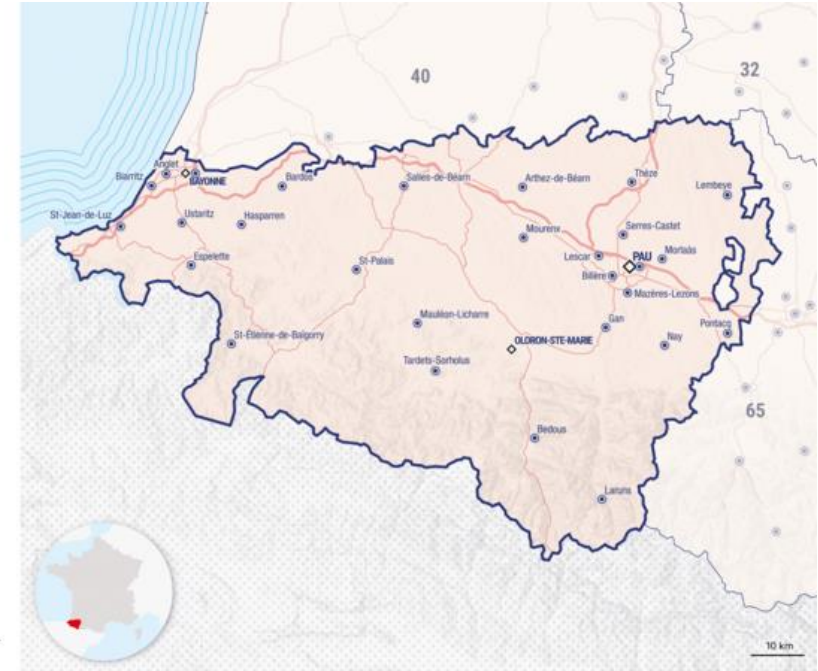 40
32
Anglet
BAYONNE
Biarritz
Bardos
Salies-de-Béarn
Arthez-de-Béarn
Thèze
Lembeye
St-Jean-de-Luz
Ustaritz
Hasparren
Mourenx
Serres-Castet
Espelette
St-Palais
Lescar
PAU
Morlaàs
Billère
Mazères-Lezons
Mauléon-Licharre
Gan
Pontacq
St-Étienne-de-Baïgorry
OLORON-STE-MARIE
Nay
Tardets-Sorholus
65
Bedous
Laruns
10 km